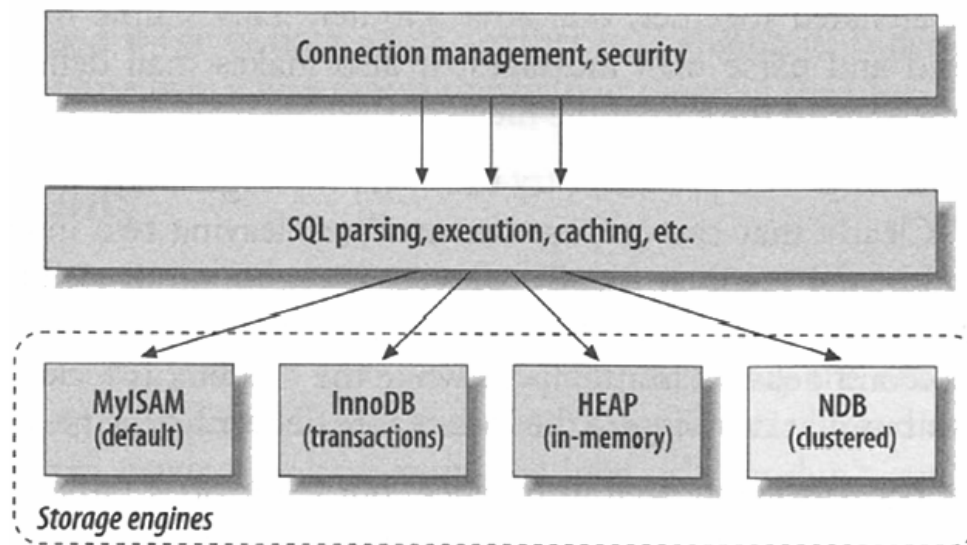 Connection management, security
SQL parsing, execution, caching, etc.
MyISAM
(default)
InnoDB
(transactions)
HEAP
(in-memory)
NDB
(clustered)
Storage engines